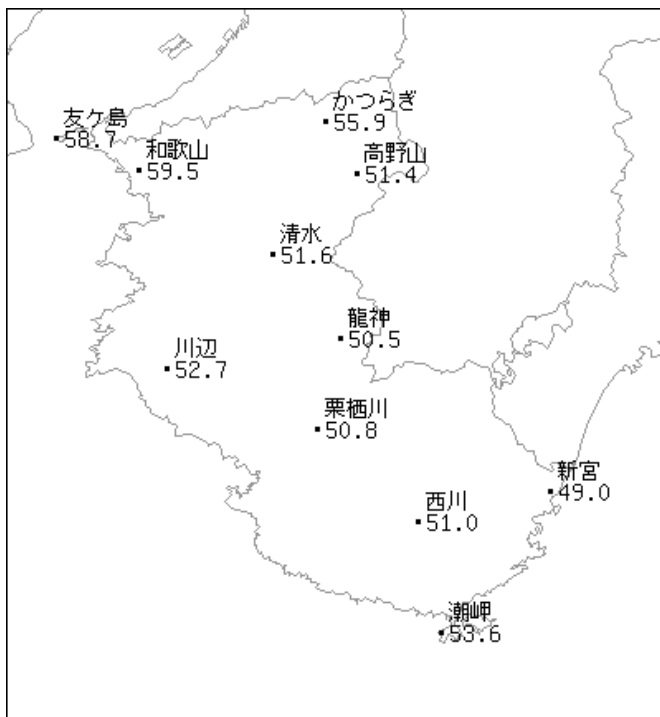 かつらぎ
55.9
友ケ島
58.7
和歌山
59.5
高野山
51.4
清水
51.6
龍神
50.5
川辺
52.7
栗栖川
50.8
新宮
49.0
西川
51.0
潮岬
53.6